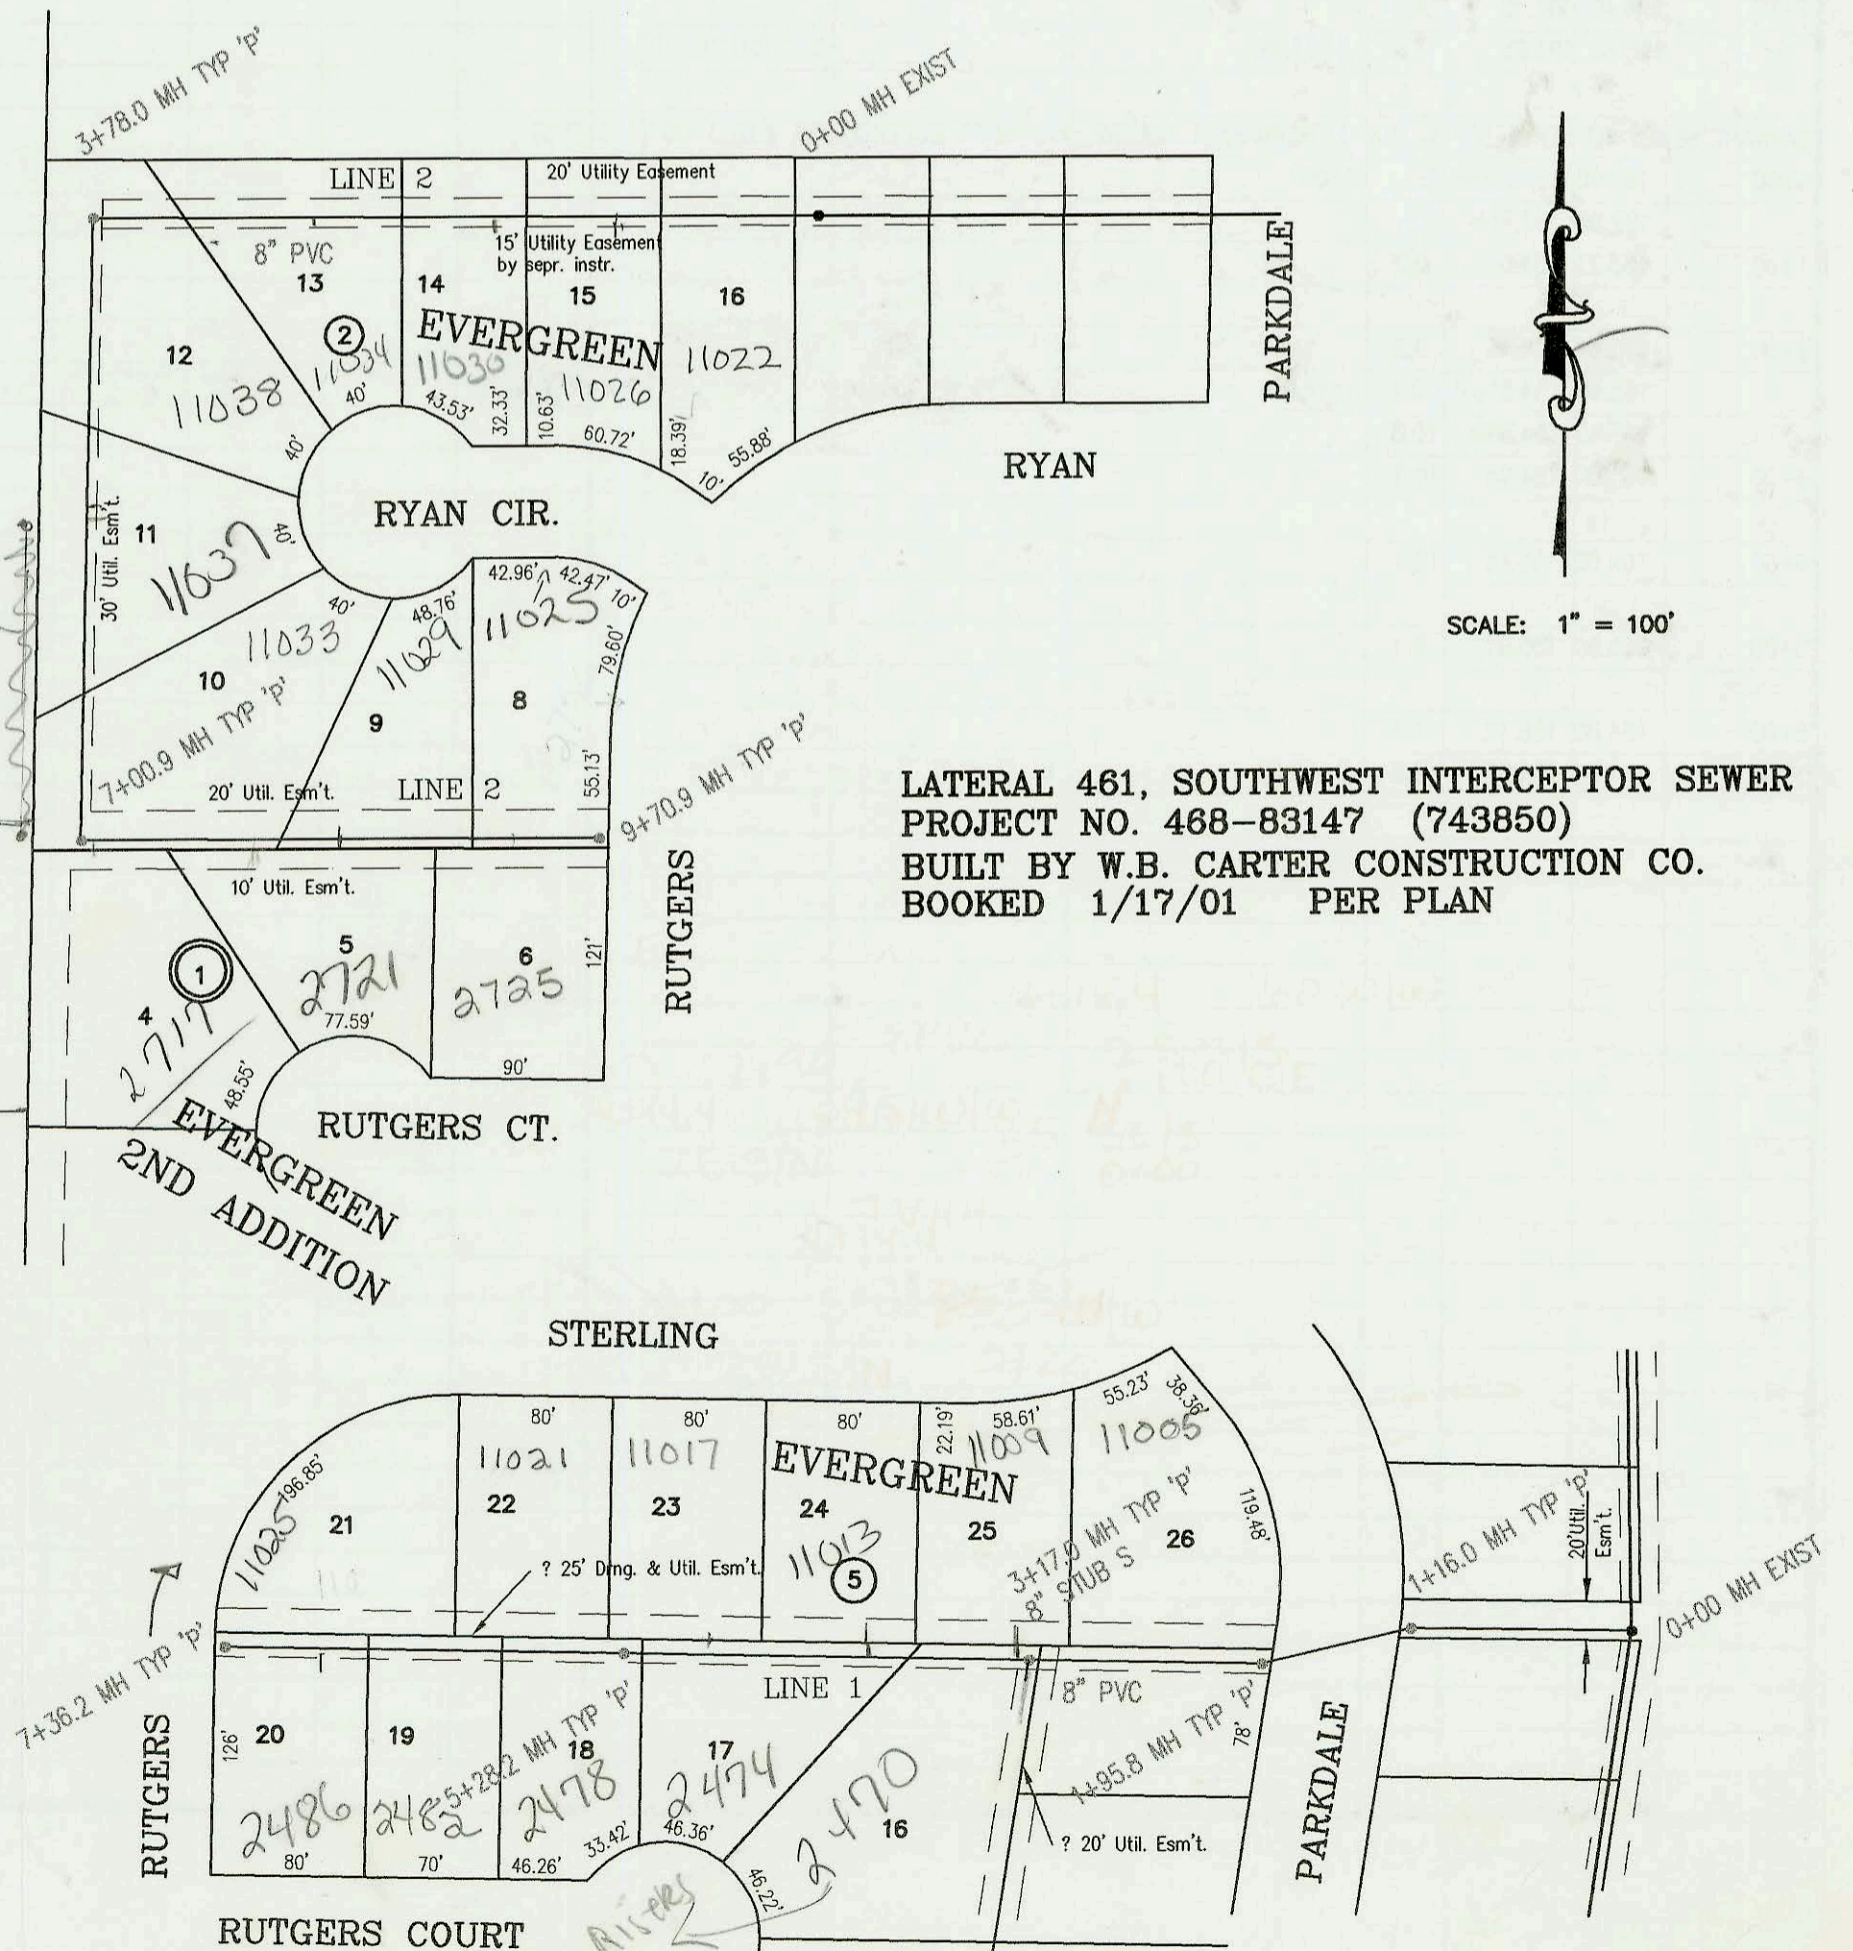 3+78.0 MH TYP 'P'
0+00 MH EXIST
LINE 2
20' Utility Easement
8" PVC
15' Utility Easement
by sepr. instr.
13
14
15
16
2
EVERGREEN
12
11038
11034
11030
11026
11022
40'
43.53'
32.33'
10.63'
60.72'
18.39'
10'
55.88'
40'
PARKDALE
RYAN
RYAN CIR.
SCALE: 1" = 100'
30' Util. Esm't.
11
11037
40'
40'
11033
10
48.76'
11029
9
42.96'
42.47'
10'
11025
79.60'
8
55.13'
7+00.9 MH TYP 'P'
20' Util. Esm't.
LINE 2
9+70.9 MH TYP 'P'
LATERAL 461, SOUTHWEST INTERCEPTOR SEWER
PROJECT NO. 468-83147 (743850)
BUILT BY W.B. CARTER CONSTRUCTION CO.
BOOKED 1/17/01 PER PLAN
10' Util. Esm't.
RUTGERS
1
4
2717
5
2721
77.59'
6
2725
121'
90'
48.55'
RUTGERS CT.
EVERGREEN
2ND ADDITION
STERLING
196.85'
11025
21
110
80'
11021
22
80'
11017
23
80'
EVERGREEN
24
11013
5
22.19'
58.61'
11009
25
55.23'
38.36'
11005
26
119.48'
? 25' Drng. & Util. Esm't.
3+17.0 MH TYP 'P'
8" STUB S
1+16.0 MH TYP 'P'
20' Util.
Esm't.
0+00 MH EXIST
7+36.2 MH TYP 'P'
LINE 1
8" PVC
1+95.8 MH TYP 'P'
78'
RUTGERS
126'
20
2486
80'
19
2482
70'
5+28.2 MH TYP 'P'
18
2478
46.26'
33.42'
17
2474
46.36'
2470
16
46.22'
? 20' Util. Esm't.
PARKDALE
RUTGERS COURT
Risers